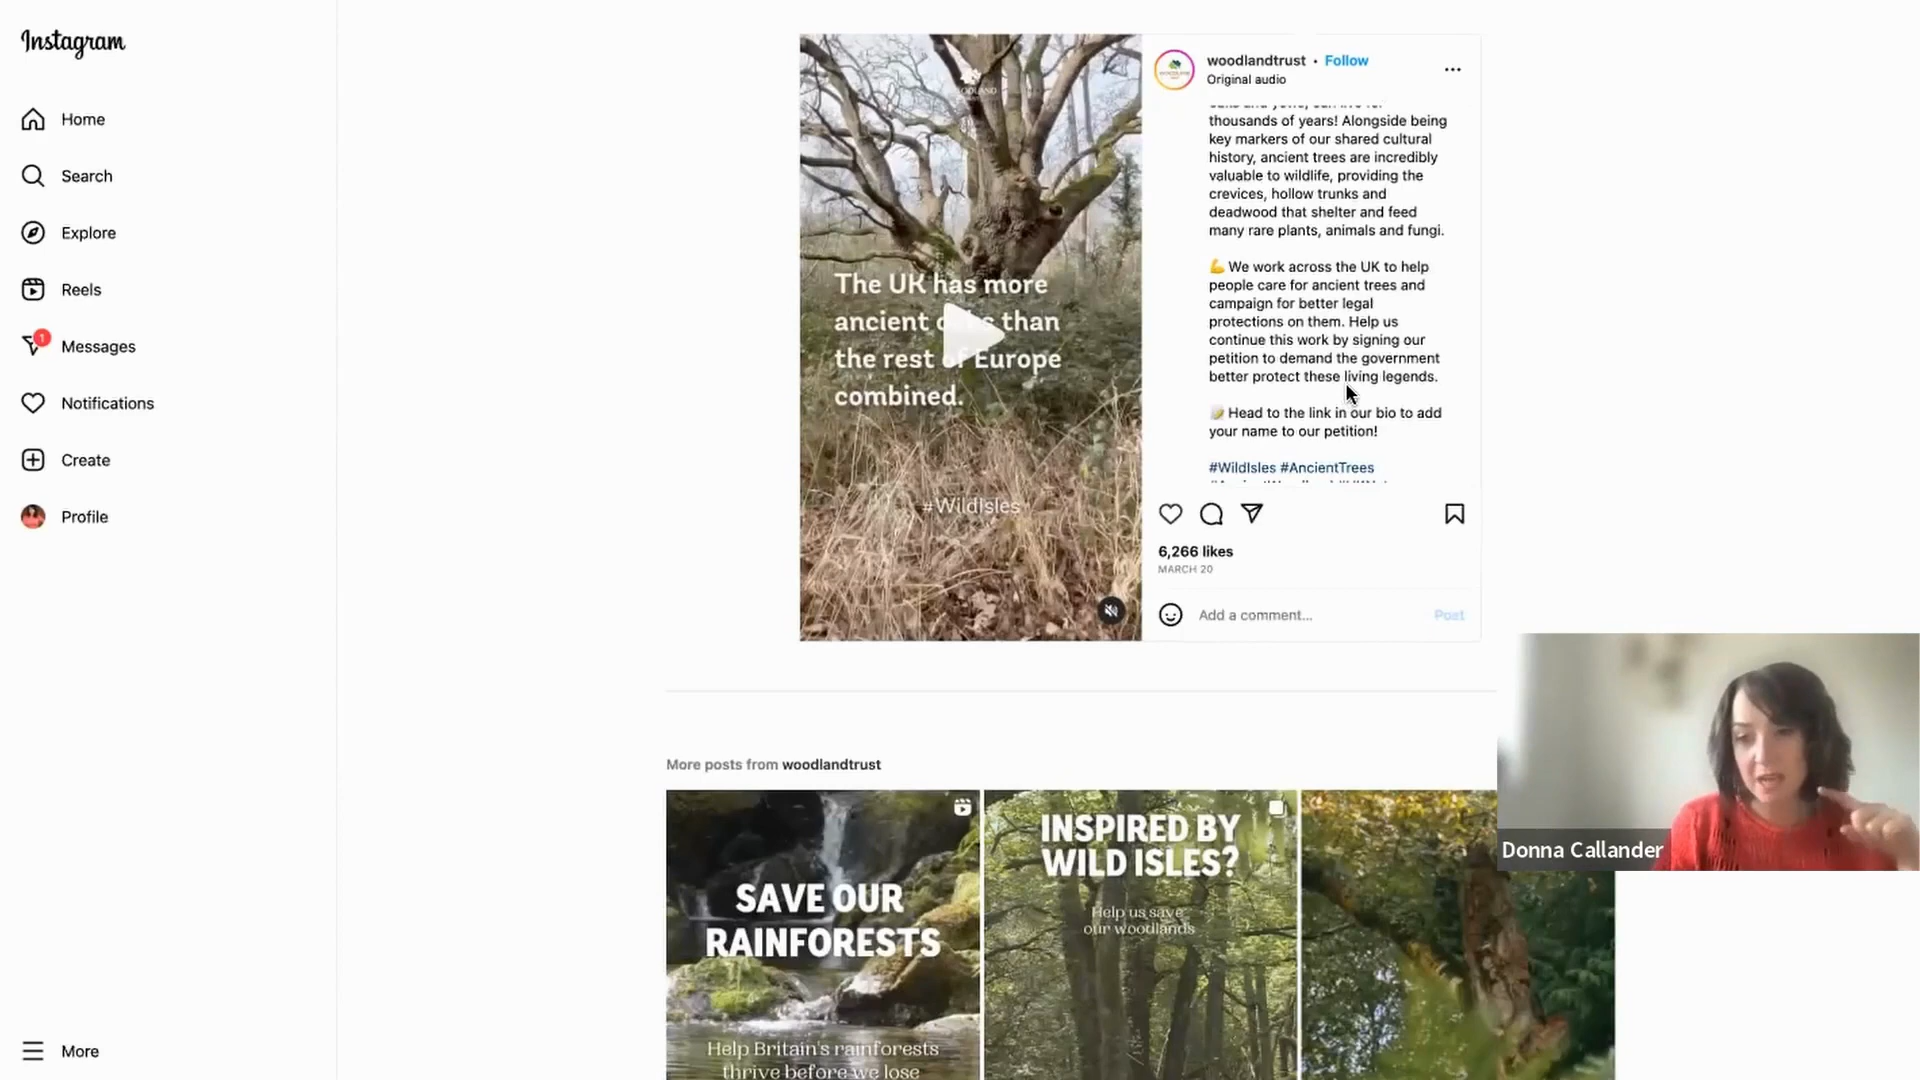 Instagram
Home
Search
Explore
Reels
1
Messages
Notifications
Create
Profile
More
WOODLAND
The UK has more
ancient oaks than
the rest of Europe
combined.
#WildIsles
woodlandtrust • Follow
Original audio
thousands of years! Alongside being
key markers of our shared cultural
history, ancient trees are incredibly
valuable to wildlife, providing the
crevices, hollow trunks and
deadwood that shelter and feed
many rare plants, animals and fungi.
💪 We work across the UK to help
people care for ancient trees and
campaign for better legal
protections on them. Help us
continue this work by signing our
petition to demand the government
better protect these living legends.
📝 Head to the link in our bio to add
your name to our petition!
#WildIsles #AncientTrees
6,266 likes
MARCH 20
Add a comment...
Post
More posts from woodlandtrust
SAVE OUR
RAINFORESTS
Help Britain's rainforests
thrive before we lose
INSPIRED BY
WILD ISLES?
Help us save
our woodlands
Donna Callander